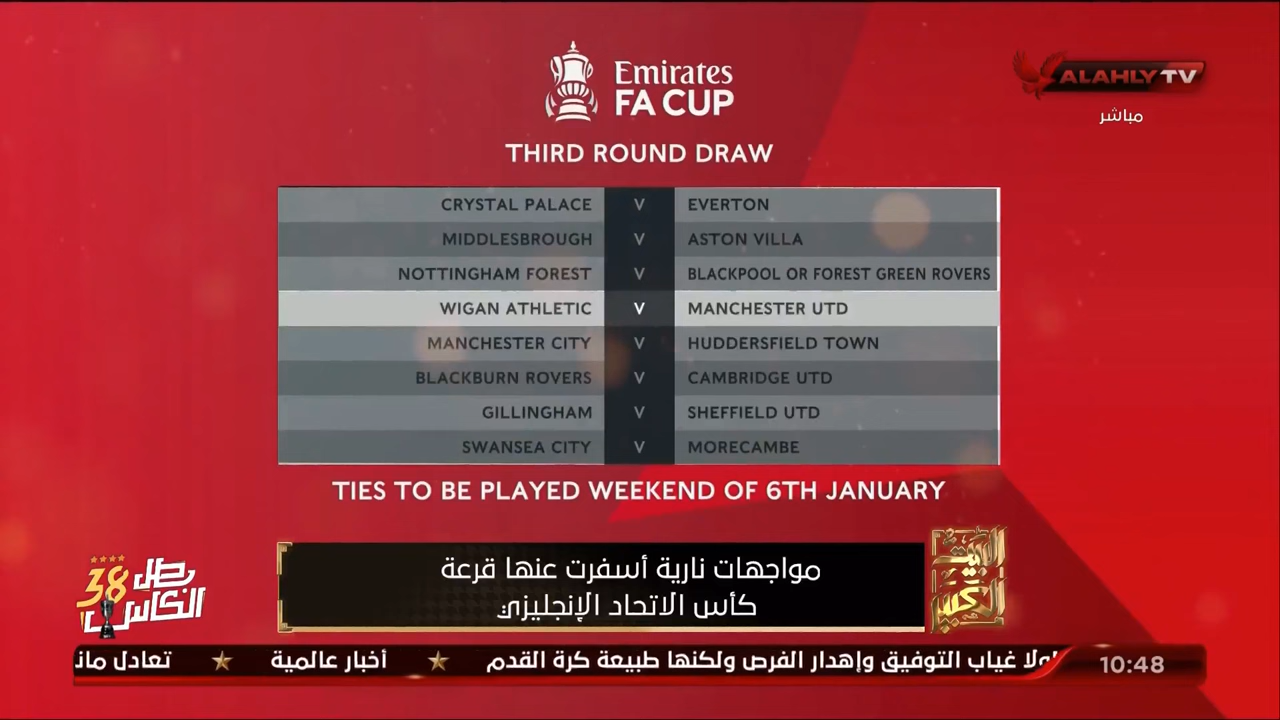 Emirates
FA CUP
ALAHLY TV
مباشر
THIRD ROUND DRAW
CRYSTAL PALACE V EVERTON
MIDDLESBROUGH V ASTON VILLA
NOTTINGHAM FOREST V BLACKPOOL OR FOREST GREEN ROVERS
WIGAN ATHLETIC V MANCHESTER UTD
MANCHESTER CITY V HUDDERSFIELD TOWN
BLACKBURN ROVERS V CAMBRIDGE UTD
GILLINGHAM V SHEFFIELD UTD
SWANSEA CITY V MORECAMBE
TIES TO BE PLAYED WEEKEND OF 6TH JANUARY
البيت
الكبير
مواجهات نارية أسفرت عنها قرعة
كأس الاتحاد الإنجليزي
بطل
الكاس
38
غياب التوفيق وإهدار الفرص ولكنها طبيعة كرة القدم ★ أخبار عالمية ★ تعادل
10:48